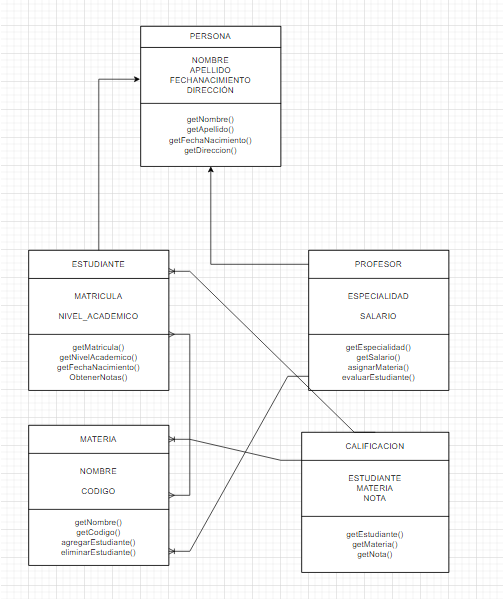 PERSONA
NOMBRE
APELLIDO
FECHANACIMIENTO
DIRECCIÓN
getNombre()
getApellido()
getFechaNacimiento()
getDireccion()
ESTUDIANTE
MATRICULA
NIVEL_ACADEMICO
getMatricula()
getNivelAcademico()
getFechaNacimiento()
ObtenerNotas()
PROFESOR
ESPECIALIDAD
SALARIO
getEspecialidad()
getSalario()
asignarMateria()
evaluarEstudiante()
MATERIA
NOMBRE
CODIGO
getNombre()
getCodigo()
agregarEstudiante()
eliminarEstudiante()
CALIFICACION
ESTUDIANTE
MATERIA
NOTA
getEstudiante()
getMateria()
getNota()